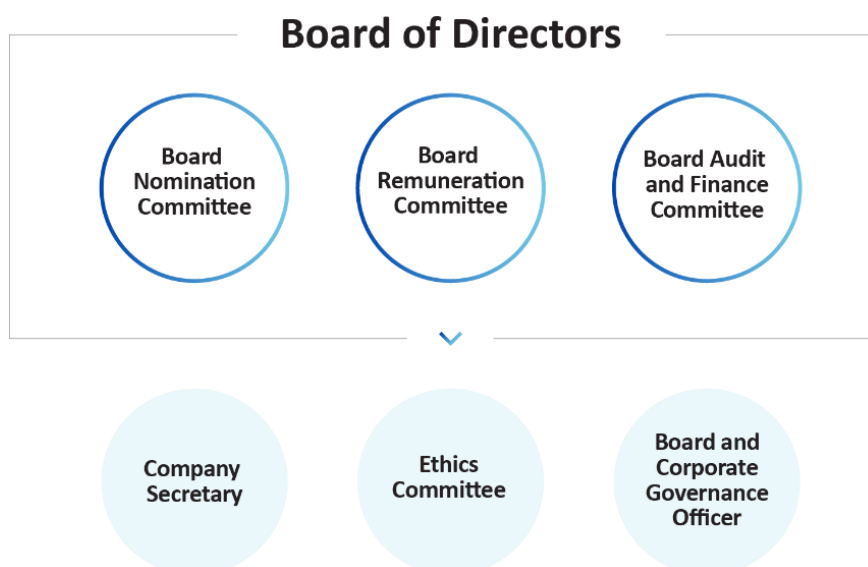 Board of Directors
Board
Nomination
Committee
Board
Remuneration
Committee
Board Audit
and Finance
Committee
Company
Secretary
Ethics
Committee
Board and
Corporate
Governance
Officer